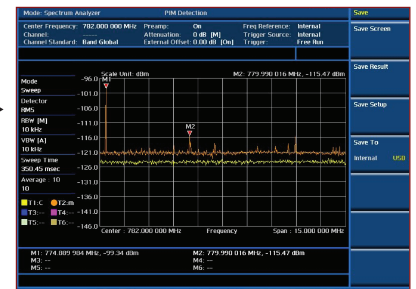 Mode: Spectrum Analyzer PIM Detection Save
Center Frequency: 782.000 000 MHz Preamp: On Freq Reference: Internal
Channel: ----- Attenuation: 0 dB [M] Trigger Source: Internal
Channel Standard: Band Global External Offset: 0.00 dB [On] Trigger: Free Run
Save Screen
Save Result
Save Setup
Save To
Internal USB
Scale Unit: dBm M2: 779.990 016 MHz, -115.47 dBm
Mode
Sweep
Detector
RMS
RBW [M]
10 kHz
VBW [A]
10 kHz
Sweep Time
350.45 msec
Average : 10
10
T1:C T2:m
T3:-- T4:--
T5:-- T6:--
-96.0
-101.0
-106.0
-111.0
-116.0
-121.0
-126.0
-131.0
-136.0
-141.0
-146.0
M1
M2
Center : 782.000 000 MHz Frequency Span : 15.000 000 MHz
M1: 774.009 984 MHz, -99.34 dBm M2: 779.990 016 MHz, -115.47 dBm
M3: -- M4: --
M5: -- M6: --